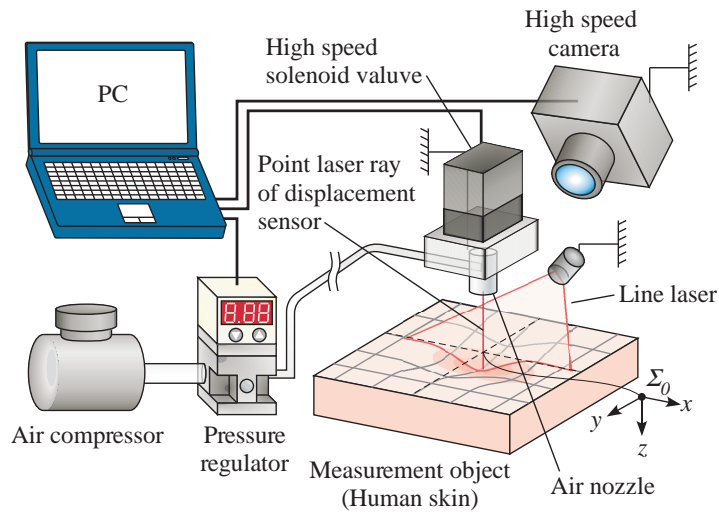 High speed
solenoid valuve
High speed
camera
PC
Point laser ray
of displacement
sensor
Line laser
8.88
Σ0
x
y
z
Air compressor
Pressure
regulator
Measurement object
(Human skin)
Air nozzle